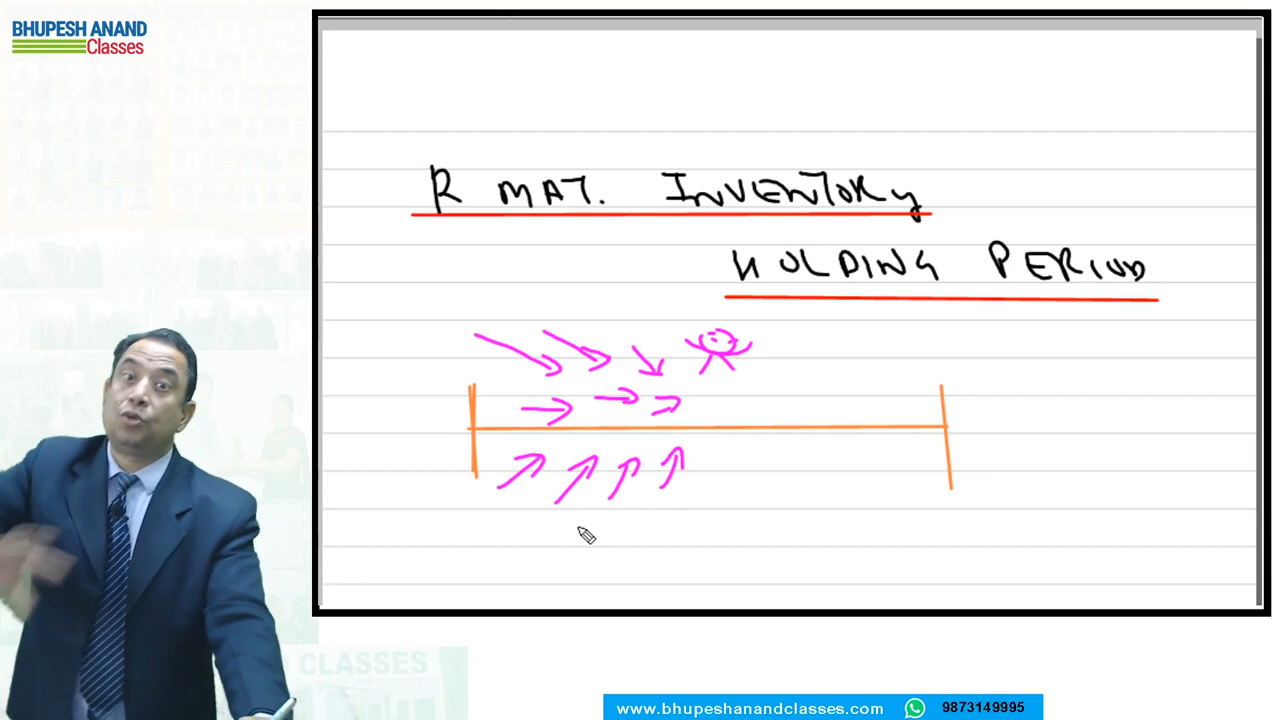 BHUPESH ANAND
Classes
R MAT. INVENTORY
HOLDING PERIOD
CLASSES
www.bhupeshanandclasses.com
9873149995